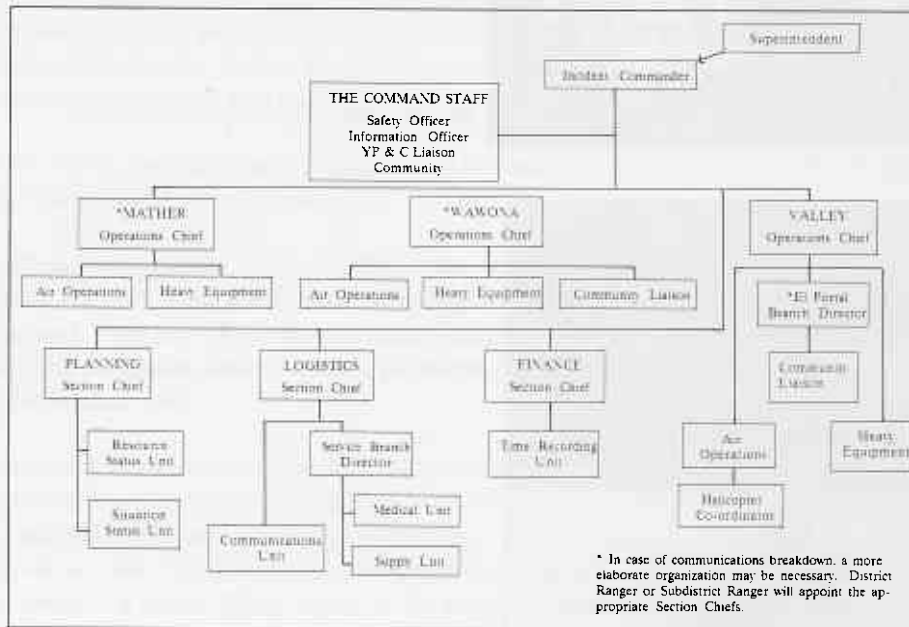 Superintendent
Incident Commander
THE COMMAND STAFF
Safety Officer
Information Officer
YP & C Liaison
Community
*MATHER
Operations Chief
*WAWONA
Operations Chief
VALLEY
Operations Chief
Air Operations
Heavy Equipment
Air Operations
Heavy Equipment
Community Liaison
*El Portal
Branch Director
PLANNING
Section Chief
LOGISTICS
Section Chief
FINANCE
Section Chief
Community
Liaison
Resource
Status Unit
Service Branch
Director
Time Recording
Unit
Air
Operations
Heavy
Equipment
Situation
Status Unit
Communications
Unit
Medical Unit
Supply Unit
Helicopter
Co-ordinator
* In case of communications breakdown, a more
elaborate organization may be necessary. District
Ranger or Subdistrict Ranger will appoint the ap-
propriate Section Chiefs.